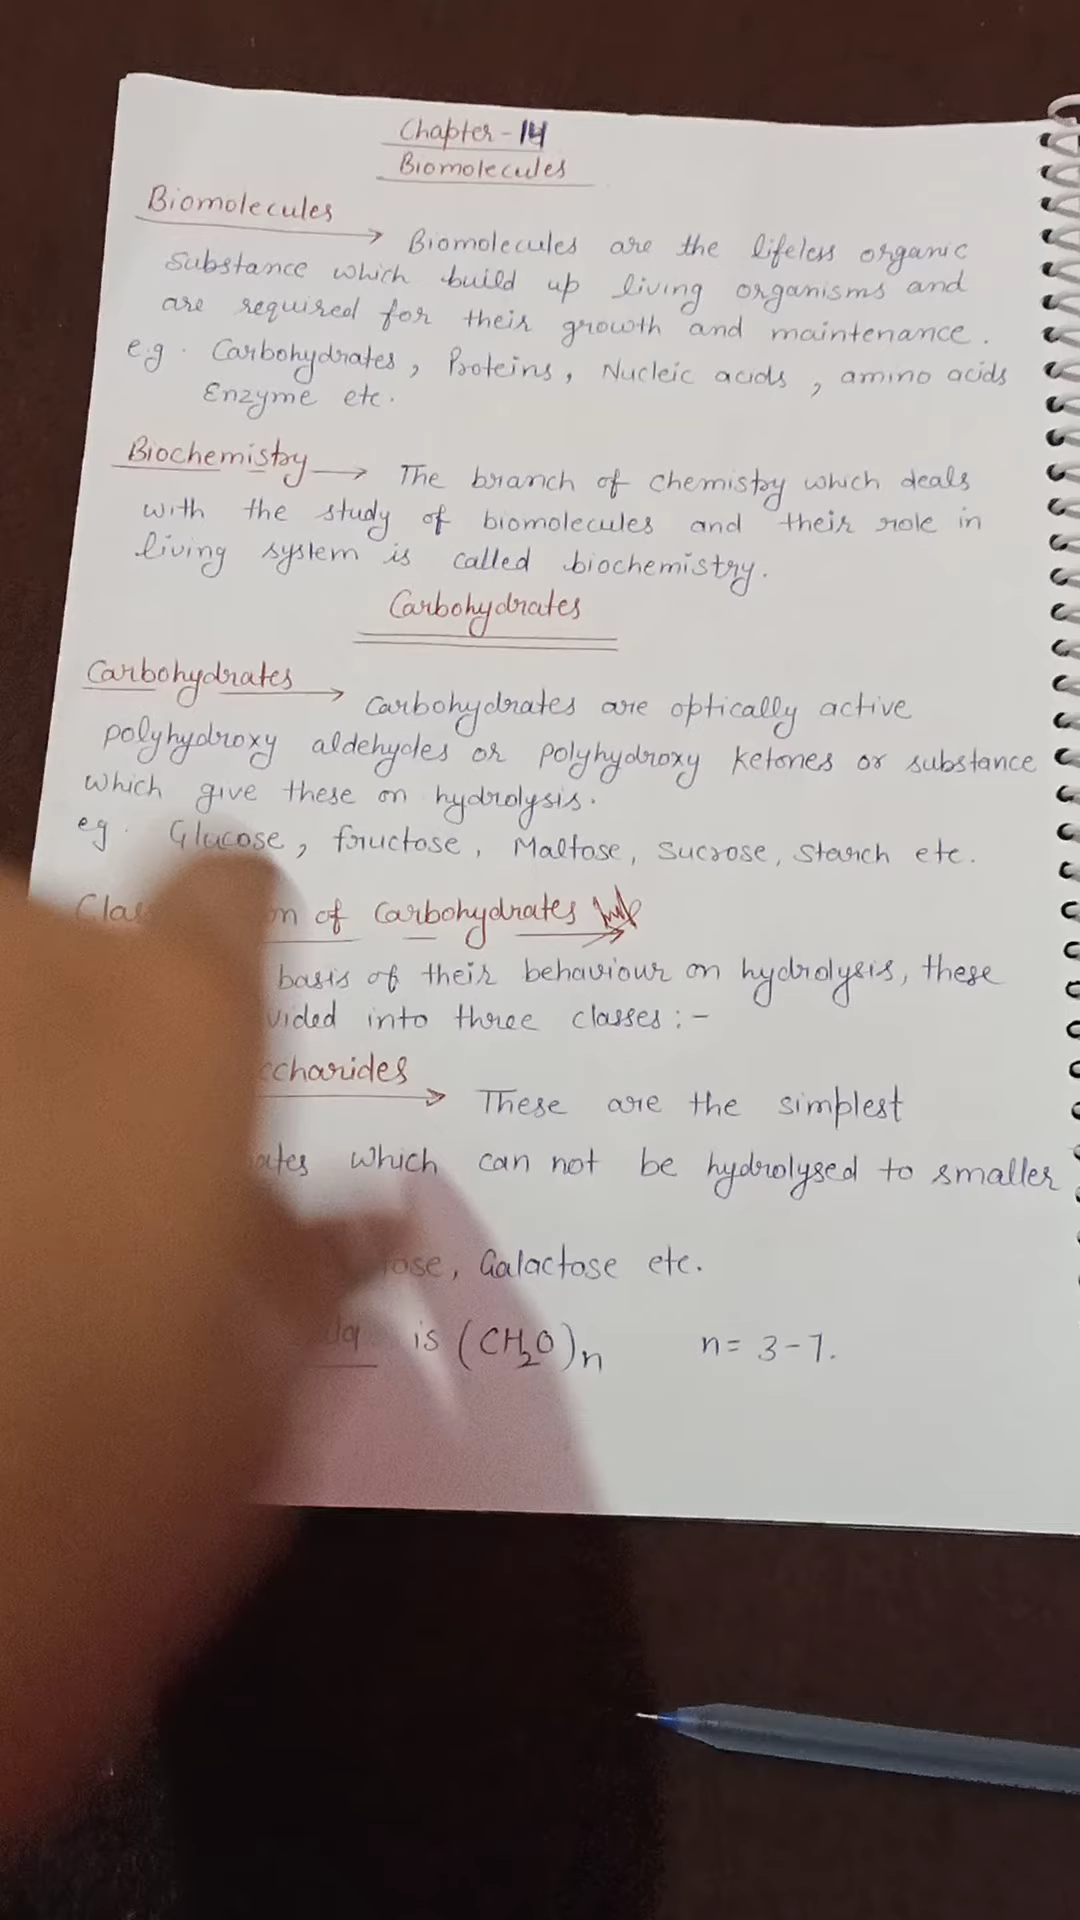 Chapter - 14
Biomolecules
Biomolecules → Biomolecules are the lifeless organic
substance which build up living organisms and
are required for their growth and maintenance.
e.g. Carbohydrates, Proteins, Nucleic acids, amino acids
Enzyme etc.
Biochemistry → The branch of chemistry which deals
with the study of biomolecules and their role in
living system is called biochemistry.
Carbohydrates
Carbohydrates → Carbohydrates are optically active
polyhydroxy aldehydes or polyhydroxy ketones or substance
which give these on hydrolysis.
eg. Glucose, fructose, Maltose, sucrose, starch etc.
of Carbohydrates Imp
basis of their behaviour on hydrolysis, these
vided into three classes :-
ccharides → These are the simplest
ates which can not be hydrolysed to smaller
tose, Galactose etc.
is (CH₂O)n n = 3-7.